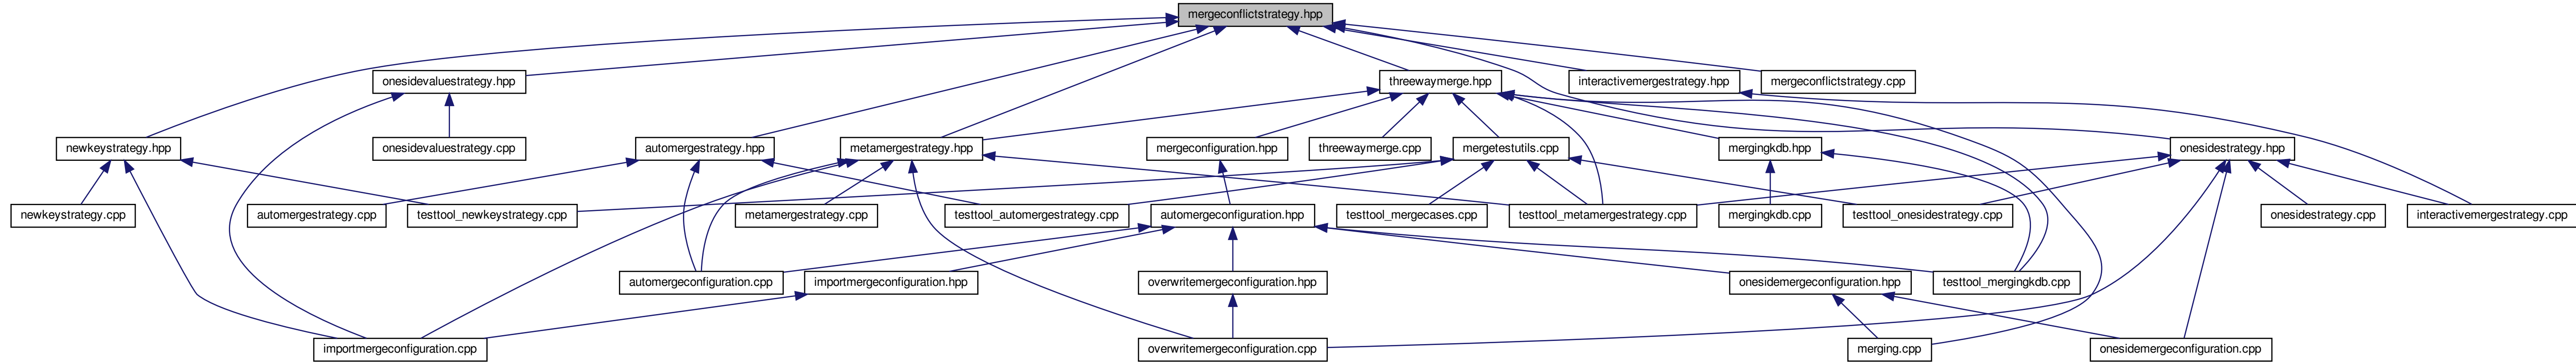 mergeconflictstrategy.hpp
onesidevaluestrategy.hpp
threewaymerge.hpp
interactivemergestrategy.hpp
mergeconflictstrategy.cpp
newkeystrategy.hpp
onesidevaluestrategy.cpp
automergestrategy.hpp
metamergestrategy.hpp
mergeconfiguration.hpp
threewaymerge.cpp
mergetestutils.cpp
mergingkdb.hpp
onesidestrategy.hpp
newkeystrategy.cpp
automergestrategy.cpp
testtool_newkeystrategy.cpp
metamergestrategy.cpp
testtool_automergestrategy.cpp
automergeconfiguration.hpp
testtool_mergecases.cpp
testtool_metamergestrategy.cpp
mergingkdb.cpp
testtool_onesidestrategy.cpp
onesidestrategy.cpp
interactivemergestrategy.cpp
automergeconfiguration.cpp
importmergeconfiguration.hpp
overwritemergeconfiguration.hpp
onesidemergeconfiguration.hpp
testtool_mergingkdb.cpp
importmergeconfiguration.cpp
overwritemergeconfiguration.cpp
merging.cpp
onesidemergeconfiguration.cpp